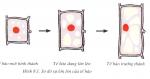 Tế bào mới hình thành
Tế bào đang lớn lên
Tế bào trưởng thành
Hình 8.1. Sơ đồ sự lớn lên của tế bào